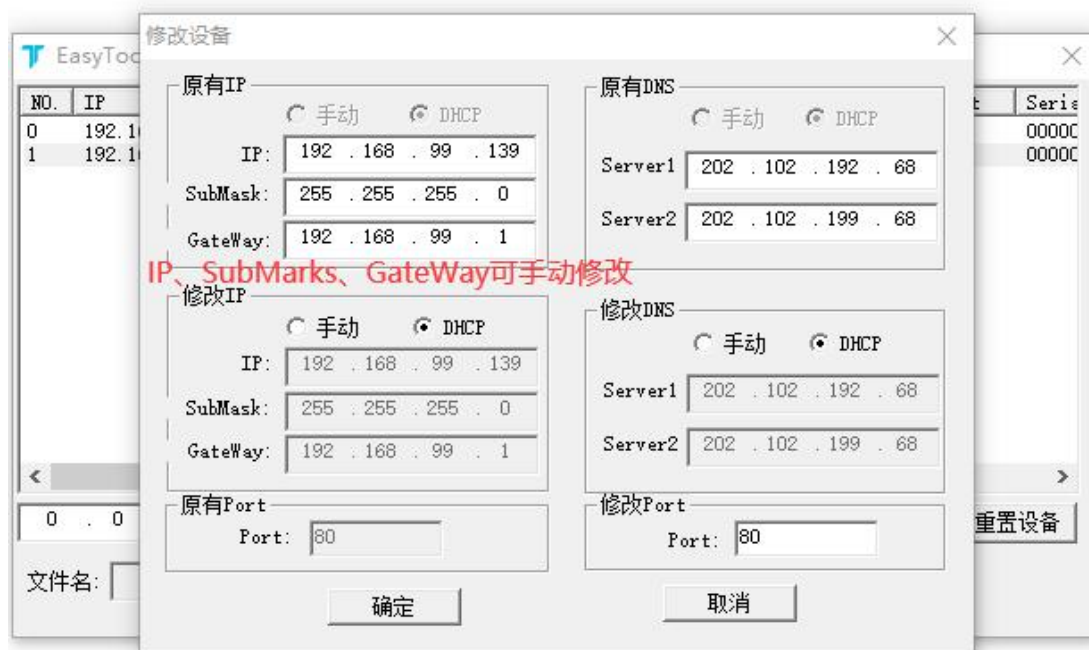 修改设备
EasyToo
NO. IP
Seria
0 192.16
00000
1 192.16
00000
原有IP
手动 DHCP
IP: 192 . 168 . 99 . 139
SubMask: 255 . 255 . 255 . 0
GateWay: 192 . 168 . 99 . 1
原有DNS
手动 DHCP
Server1 202 . 102 . 192 . 68
Server2 202 . 102 . 199 . 68
IP、SubMarks、GateWay可手动修改
修改IP
手动 DHCP
IP: 192 . 168 . 99 . 139
SubMask: 255 . 255 . 255 . 0
GateWay: 192 . 168 . 99 . 1
修改DNS
手动 DHCP
Server1 202 . 102 . 192 . 68
Server2 202 . 102 . 199 . 68
原有Port
Port: 80
修改Port
Port: 80
0 . 0
重置设备
文件名:
确定
取消